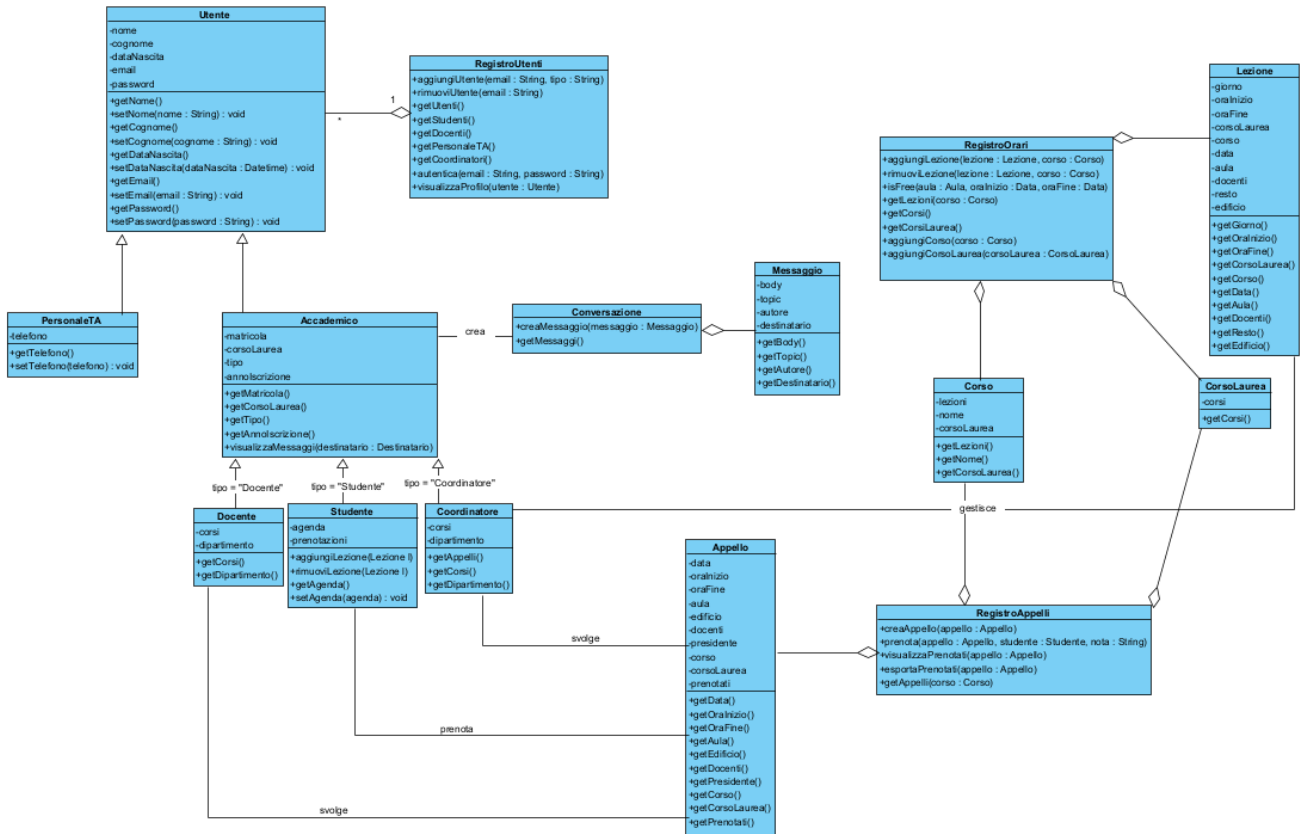 Utente
-nome
-cognome
-dataNascita
-email
-password
+getNome()
+setNome(nome : String) : void
+getCognome()
+setCognome(cognome : String) : void
+getDataNascita()
+setDataNascita(dataNascita : Datetime) : void
+getEmail()
+setEmail(email : String) : void
+getPassword()
+setPassword(password : String) : void
1
*
RegistroUtenti
+aggiungiUtente(email : String, tipo : String)
+rimuoviUtente(email : String)
+getUtenti()
+getStudenti()
+getDocenti()
+getPersonaleTA()
+getCoordinatori()
+autentica(email : String, password : String)
+visualizzaProfilo(utente : Utente)
RegistroOrari
+aggiungiLezione(lezione : Lezione, corso : Corso)
+rimuoviLezione(lezione : Lezione, corso : Corso)
+isFree(aula : Aula, oraInizio : Data, oraFine : Data)
+getLezioni(corso : Corso)
+getCorsi()
+getCorsiLaurea()
+aggiungiCorso(corso : Corso)
+aggiungiCorsoLaurea(corsoLaurea : CorsoLaurea)
Lezione
-giorno
-oraInizio
-oraFine
-corsoLaurea
-corso
-data
-aula
-docenti
-resto
-edificio
+getGiorno()
+getOraInizio()
+getOraFine()
+getCorsoLaurea()
+getCorso()
+getData()
+getAula()
+getDocenti()
+getResto()
+getEdificio()
PersonaleTA
-telefono
+getTelefono()
+setTelefono(telefono) : void
Accademico
-matricola
-corsoLaurea
-tipo
-annoIscrizione
+getMatricola()
+getCorsoLaurea()
+getTipo()
+getAnnoIscrizione()
+visualizzaMessaggi(destinatario : Destinatario)
crea
Conversazione
+creaMessaggio(messaggio : Messaggio)
+getMessaggi()
Messaggio
-body
-topic
-autore
-destinatario
+getBody()
+getTopic()
+getAutore()
+getDestinatario()
Corso
-lezioni
-nome
-corsoLaurea
+getLezioni()
+getNome()
+getCorsoLaurea()
CorsoLaurea
-corsi
+getCorsi()
tipo = "Docente"
tipo = "Studente"
tipo = "Coordinatore"
Docente
-corsi
-dipartimento
+getCorsi()
+getDipartimento()
Studente
-agenda
-prenotazioni
+aggiungiLezione(Lezione l)
+rimuoviLezione(Lezione l)
+getAgenda()
+setAgenda(agenda) : void
Coordinatore
-corsi
-dipartimento
+getAppelli()
+getCorsi()
+getDipartimento()
gestisce
Appello
-data
-oraInizio
-oraFine
-aula
-edificio
-docenti
-presidente
-corso
-corsoLaurea
-prenotati
+getData()
+getOraInizio()
+getOraFine()
+getAula()
+getEdificio()
+getDocenti()
+getPresidente()
+getCorso()
+getCorsoLaurea()
+getPrenotati()
RegistroAppelli
+creaAppello(appello : Appello)
+prenota(appello : Appello, studente : Studente, nota : String)
+visualizzaPrenotati(appello : Appello)
+esportaPrenotati(appello : Appello)
+getAppelli(corso : Corso)
svolge
prenota
svolge